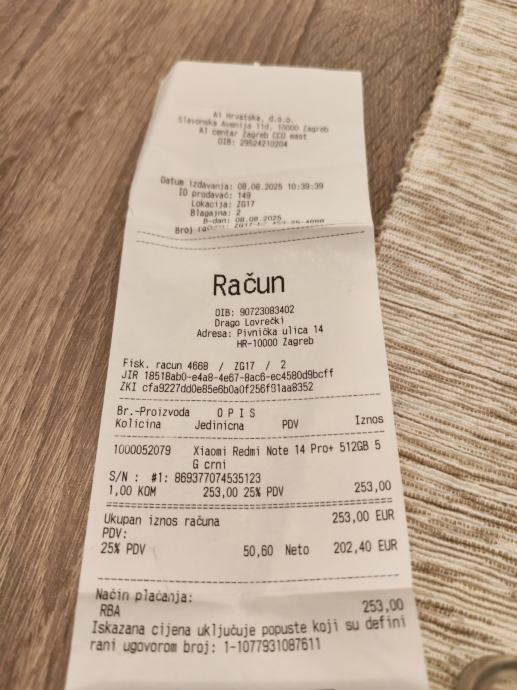 A1 Hrvatska, d.o.o.
Slavonska Avenija 11d, 10000 Zagreb
A1 centar Zagreb CCO east
OIB: 29524210204
Datum izdavanja: 08.08.2025 10:39:39
ID prodavač: 149
Lokacija: ZG17
Blagajna: 2
B-dan: 08.08.2025
Broj
Račun
OIB: 90723083402
Drago Lovrečki
Adresa: Pivnička ulica 14
HR-10000 Zagreb
Fisk. racun 4668 / ZG17 / 2
JIR 18518ab0-e4a8-4e67-8ac6-ec4580d9bcff
ZKI cfa9227dd0e85e6b0a0f256f01aa8352
Br.-Proizvoda O P I S
Kolicina Jedinicna PDV Iznos
1000052079 Xiaomi Redmi Note 14 Pro+ 512GB 5
G crni
S/N : #1: 869377074535123
1,00 KOM 253,00 25% PDV 253,00
Ukupan iznos računa 253,00 EUR
PDV:
25% PDV 50,60 Neto 202,40 EUR
Način plaćanja:
RBA 253,00
Iskazana cijena uključuje popuste koji su defini
rani ugovorom broj: 1-1077931087611